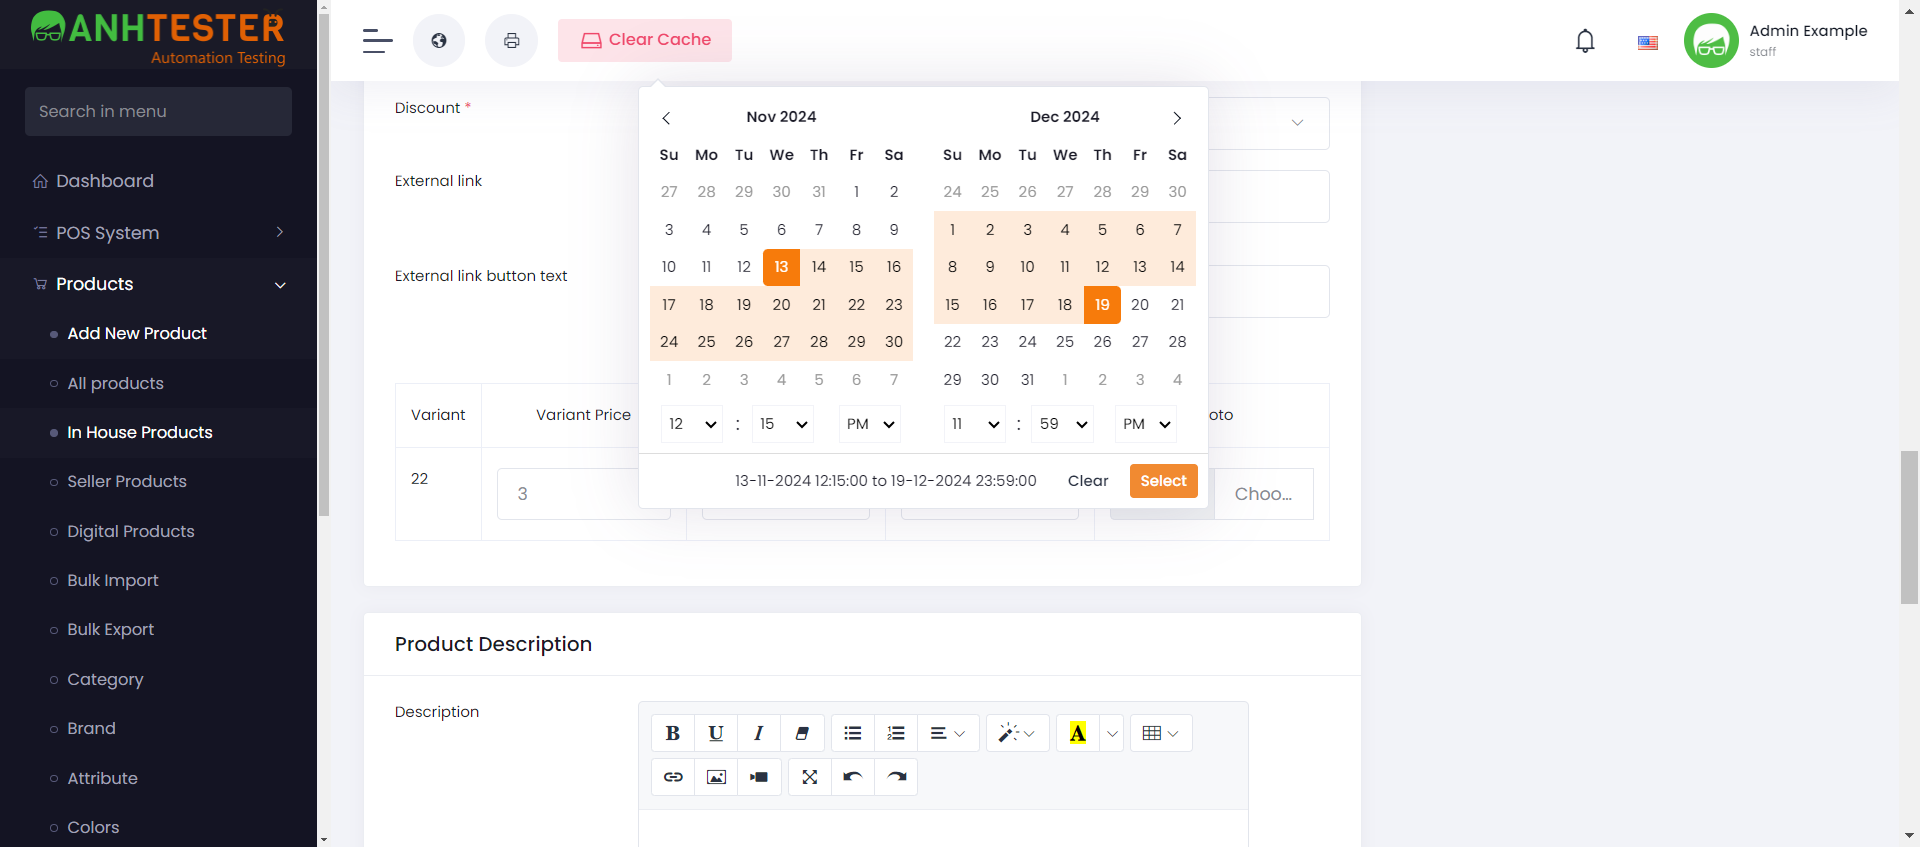 ANHTESTER
Automation Testing
Search in menu
Dashboard
POS System
Products
Add New Product
All products
In House Products
Seller Products
Digital Products
Bulk Import
Bulk Export
Category
Brand
Attribute
Colors
Clear Cache
Admin Example
staff
Discount *
External link
External link button text
Nov 2024
Su Mo Tu We Th Fr Sa
27 28 29 30 31 1 2
3 4 5 6 7 8 9
10 11 12 13 14 15 16
17 18 19 20 21 22 23
24 25 26 27 28 29 30
1 2 3 4 5 6 7
12 : 15 PM
Dec 2024
Su Mo Tu We Th Fr Sa
24 25 26 27 28 29 30
1 2 3 4 5 6 7
8 9 10 11 12 13 14
15 16 17 18 19 20 21
22 23 24 25 26 27 28
29 30 31 1 2 3 4
11 : 59 PM
13-11-2024 12:15:00 to 19-12-2024 23:59:00 Clear Select
Variant Variant Price oto
22 3 Choo...
Product Description
Description
B U I A